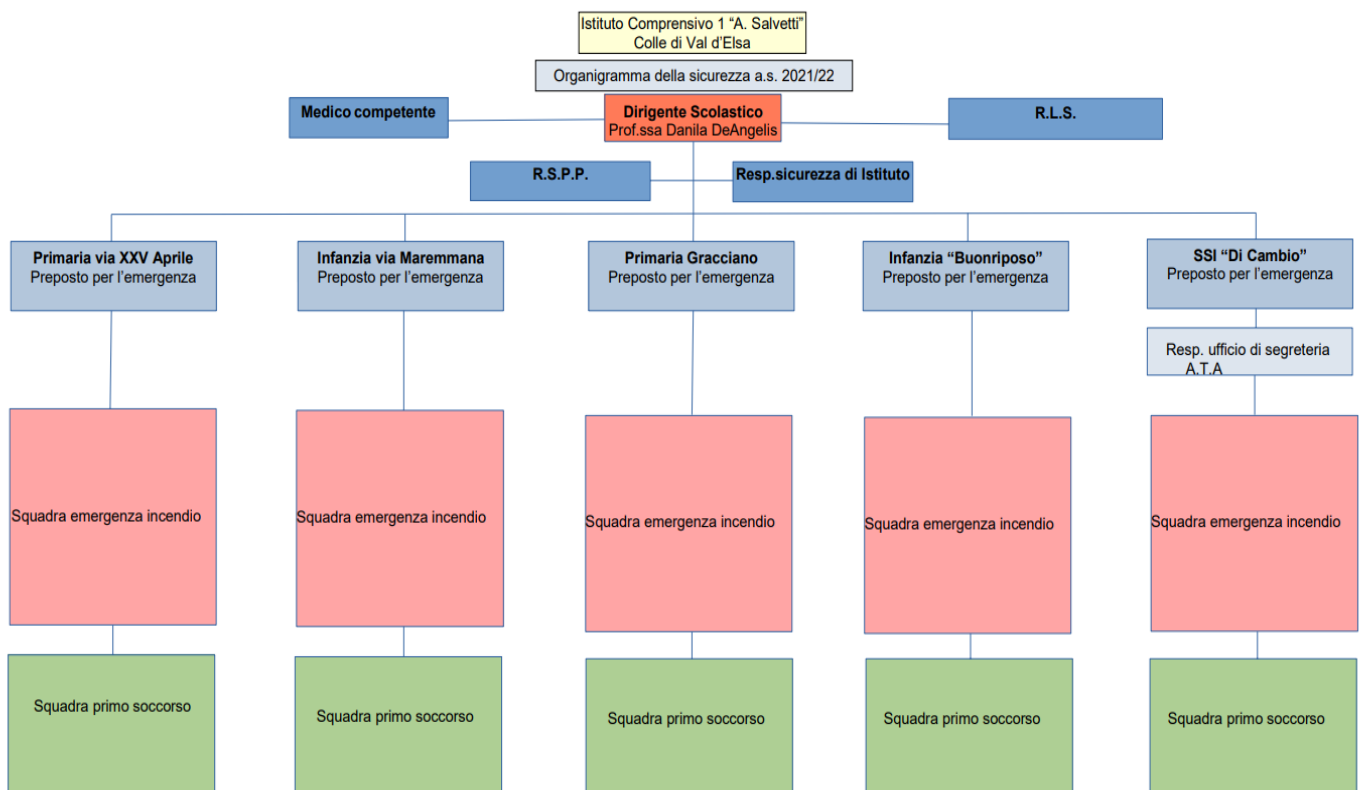 Istituto Comprensivo 1 “A. Salvetti”
Colle di Val d’Elsa
Organigramma della sicurezza a.s. 2021/22
Medico competente
Dirigente Scolastico
Prof.ssa Danila DeAngelis
R.L.S.
R.S.P.P.
Resp.sicurezza di Istituto
Primaria via XXV Aprile
Preposto per l’emergenza
Infanzia via Maremmana
Preposto per l’emergenza
Primaria Gracciano
Preposto per l’emergenza
Infanzia “Buonriposo”
Preposto per l’emergenza
SSI “Di Cambio”
Preposto per l’emergenza
Resp. ufficio di segreteria
A.T.A
Squadra emergenza incendio
Squadra emergenza incendio
Squadra emergenza incendio
Squadra emergenza incendio
Squadra emergenza incendio
Squadra primo soccorso
Squadra primo soccorso
Squadra primo soccorso
Squadra primo soccorso
Squadra primo soccorso